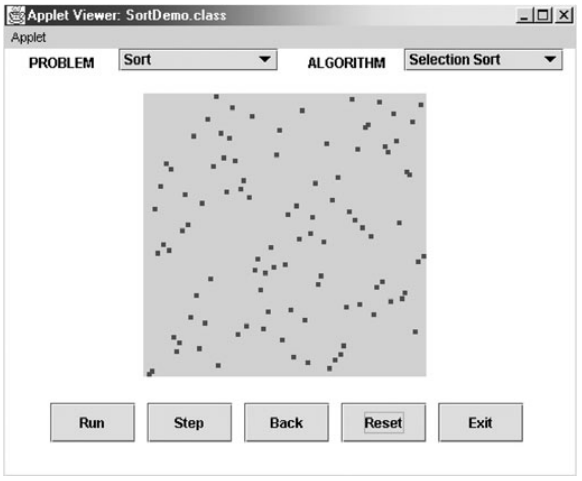 Applet Viewer: SortDemo.class
Applet
PROBLEM Sort ALGORITHM Selection Sort
Run Step Back Reset Exit